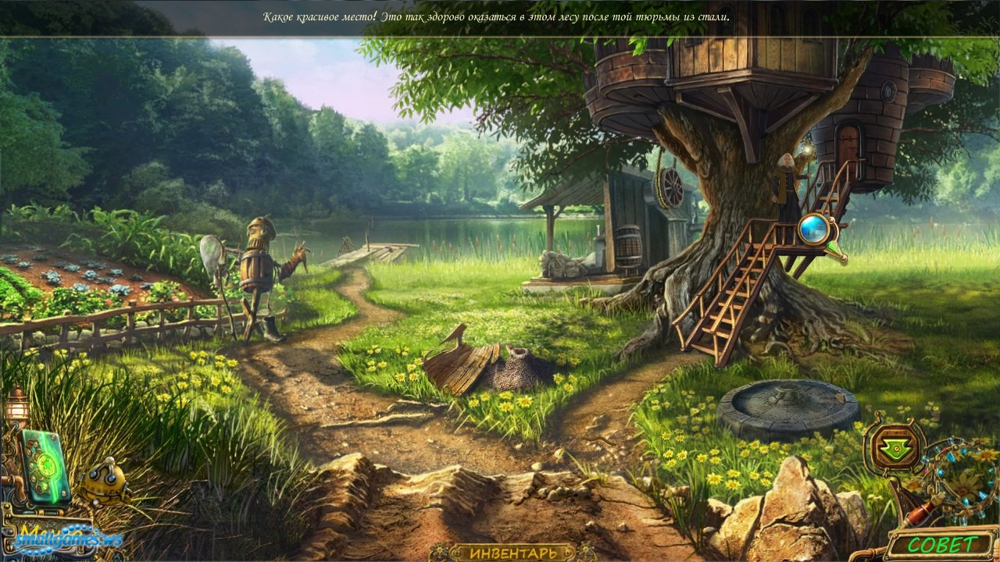 Какое красивое место! Это так здорово оказаться в этом лесу после той тюрьмы из стали.
smallgames.ws
ИНВЕНТАРЬ
СОВЕТ